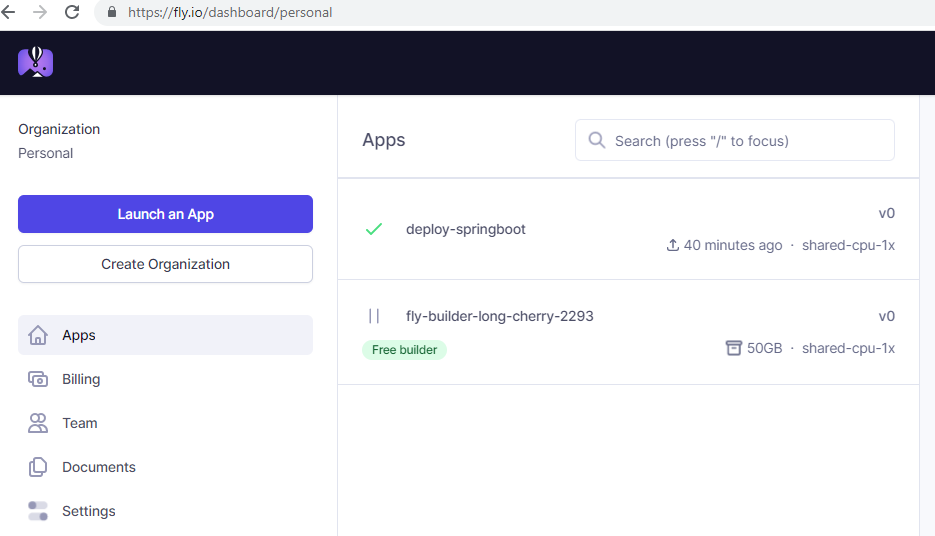 https://fly.io/dashboard/personal
Organization
Personal
Launch an App
Create Organization
Apps
Billing
Team
Documents
Settings
Apps
Search (press "/" to focus)
deploy-springboot
v0
40 minutes ago · shared-cpu-1x
fly-builder-long-cherry-2293
v0
Free builder
50GB · shared-cpu-1x